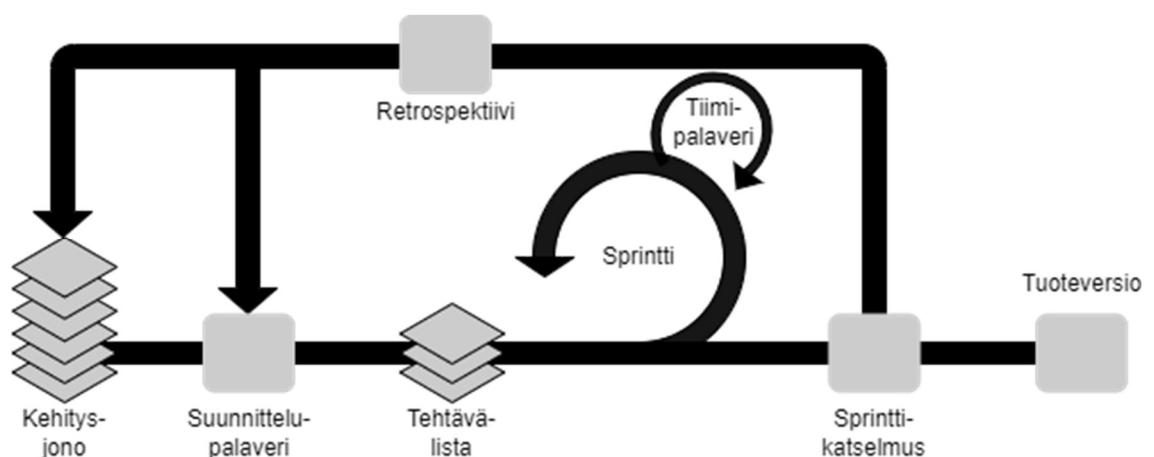 Retrospektiivi
Tiimi-
palaveri
Sprintti
Tuoteversio
Kehitys-
jono
Suunnittelu-
palaveri
Tehtävä-
lista
Sprintti-
katselmus